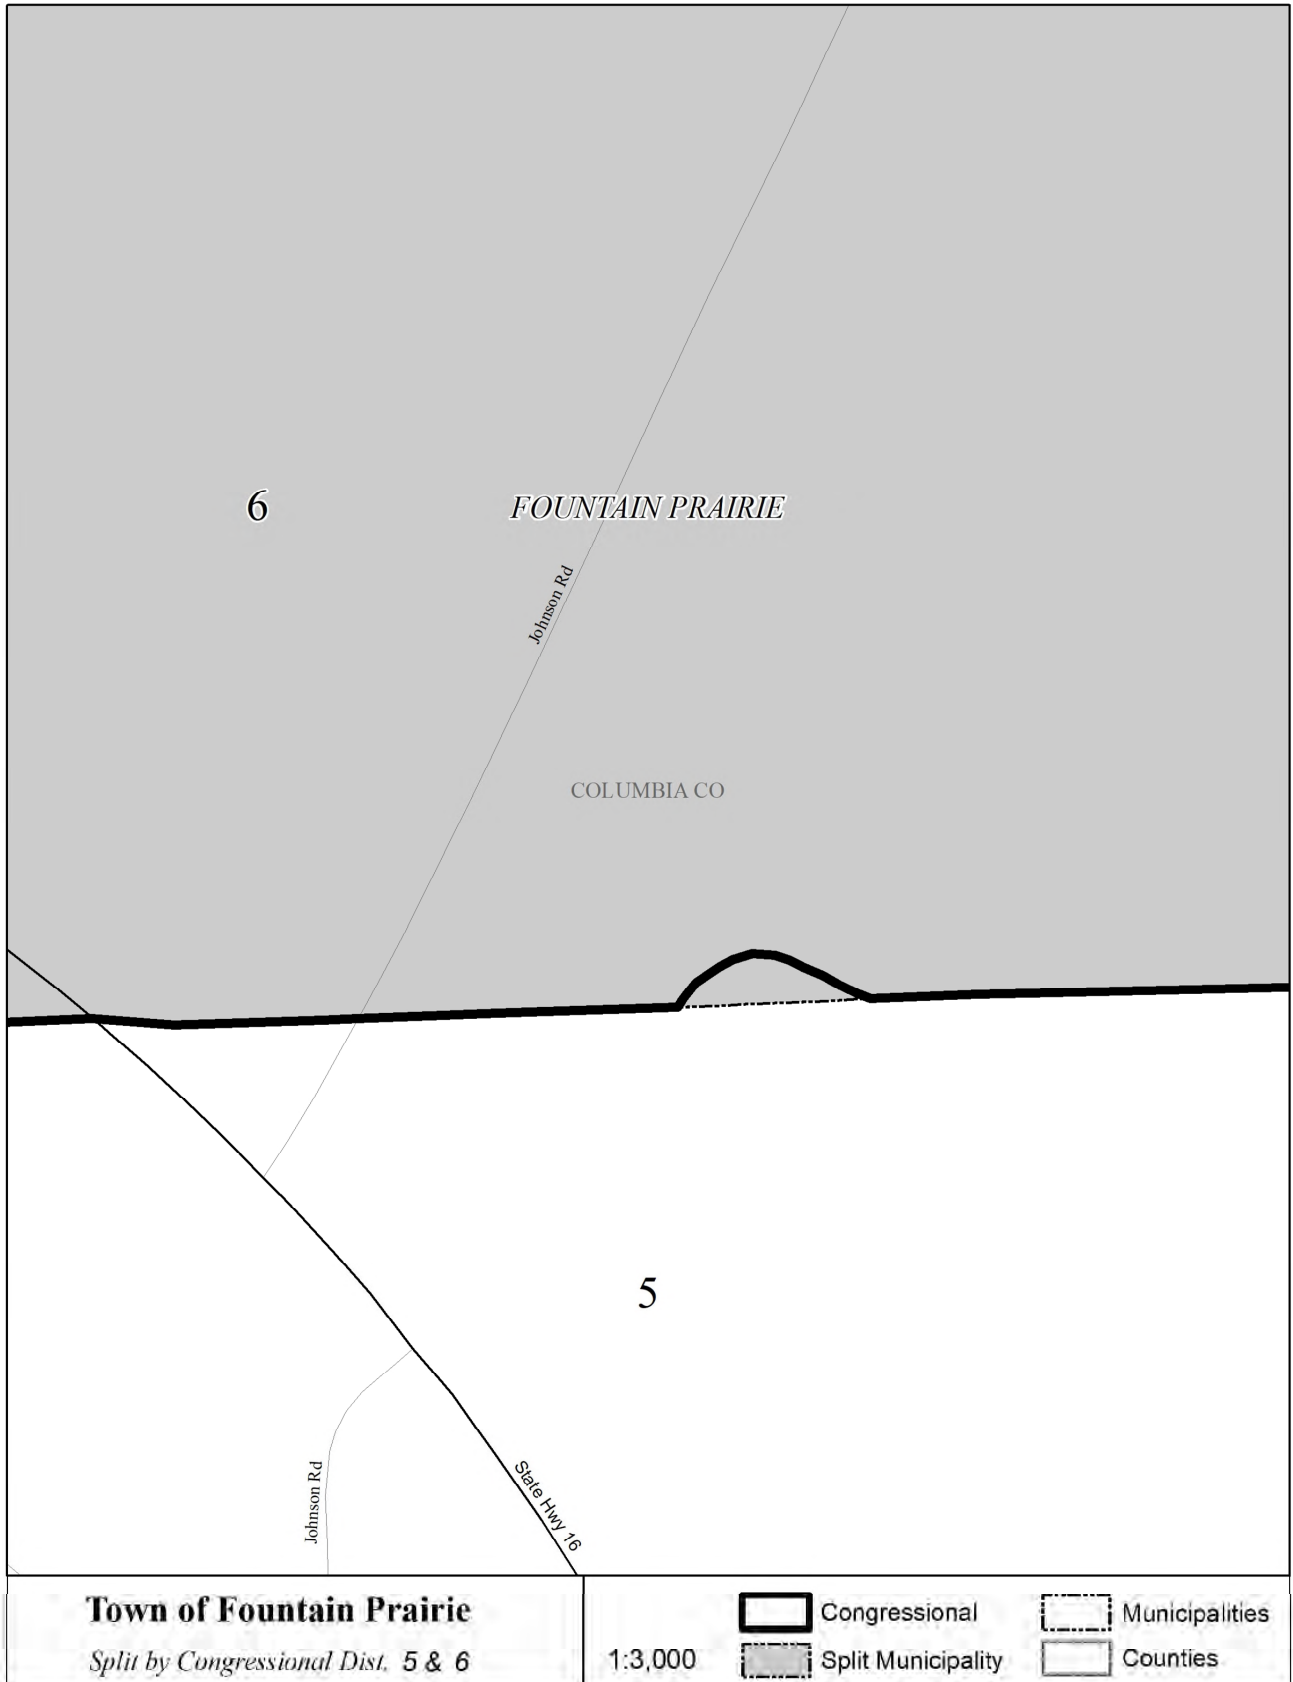 6
FOUNTAIN PRAIRIE
Johnson Rd
COLUMBIA CO
5
Johnson Rd
State Hwy 16
Town of Fountain Prairie
Split by Congressional Dist. 5 & 6
1:3,000
Congressional
Split Municipality
Municipalities
Counties